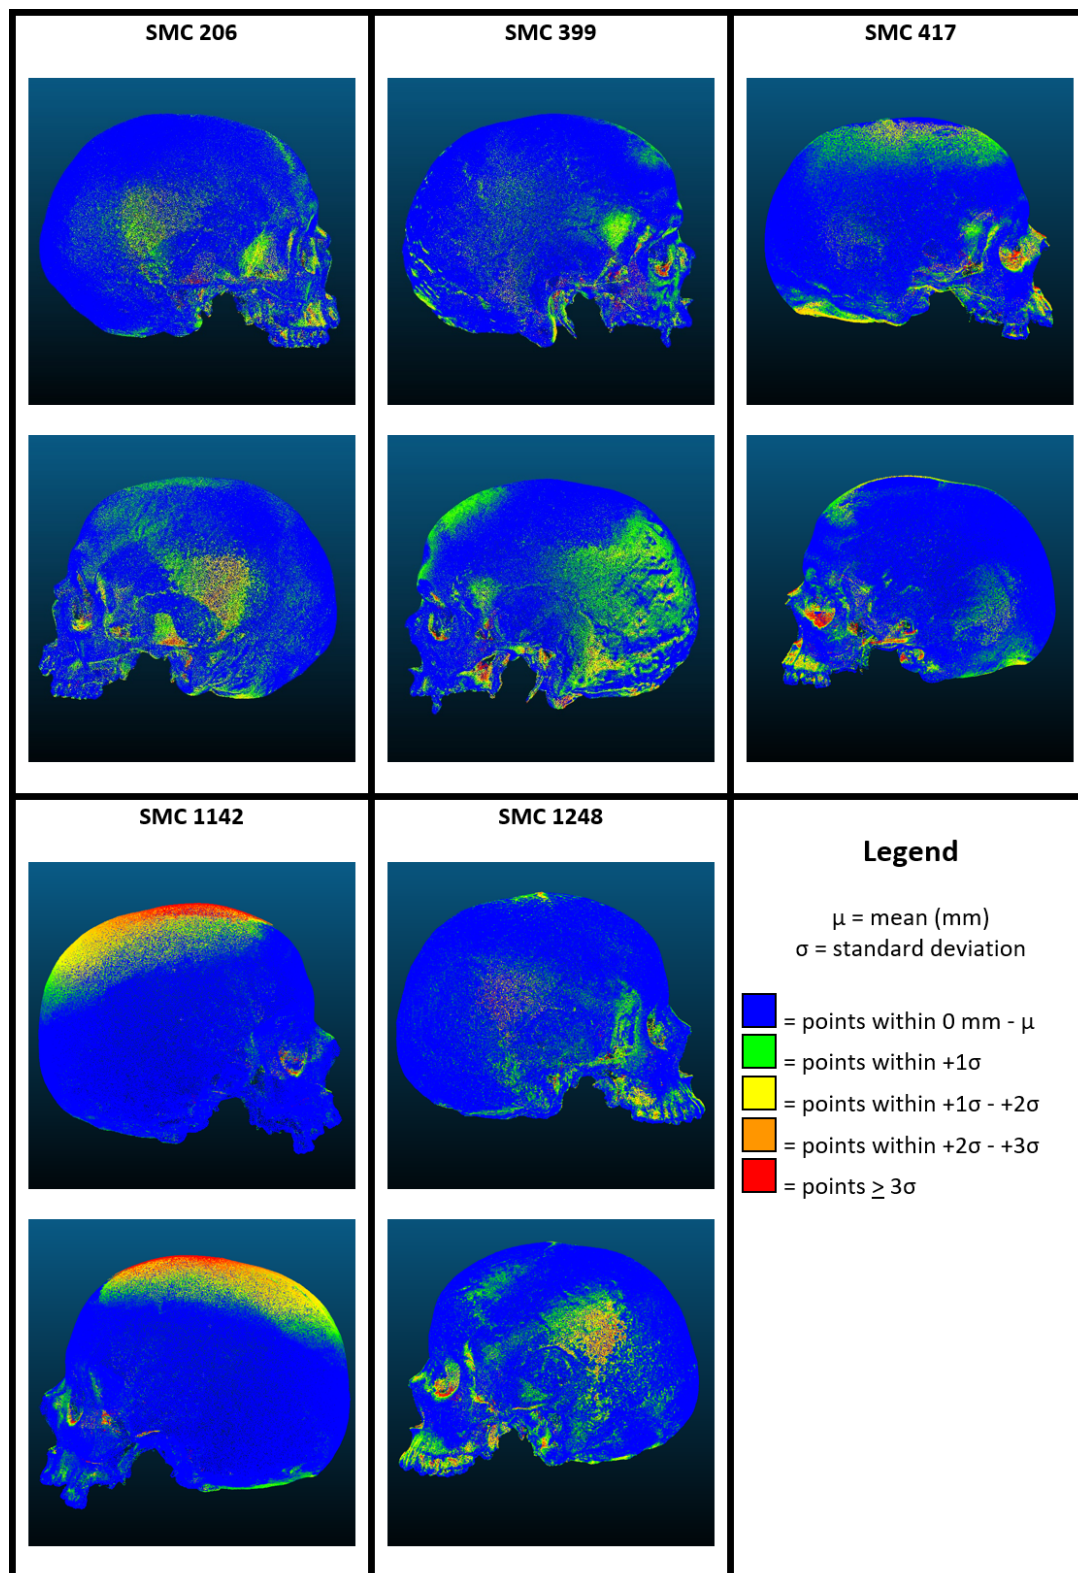 SMC 206
SMC 399
SMC 417
SMC 1142
SMC 1248
Legend
μ = mean (mm)
σ = standard deviation
= points within 0 mm - μ
= points within +1σ
= points within +1σ - +2σ
= points within +2σ - +3σ
= points ≥ 3σ